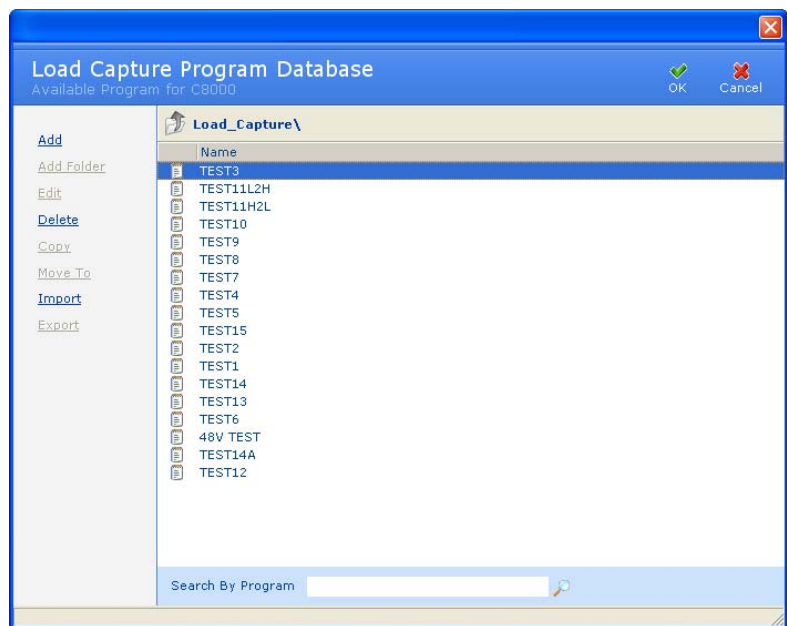 Load Capture Program Database
Available Program for C8000
OK
Cancel
Add
Add Folder
Edit
Delete
Copy
Move To
Import
Export
Load_Capture\
Name
TEST3
TEST11L2H
TEST11H2L
TEST10
TEST9
TEST8
TEST7
TEST4
TEST5
TEST15
TEST2
TEST1
TEST14
TEST13
TEST6
48V TEST
TEST14A
TEST12
Search By Program